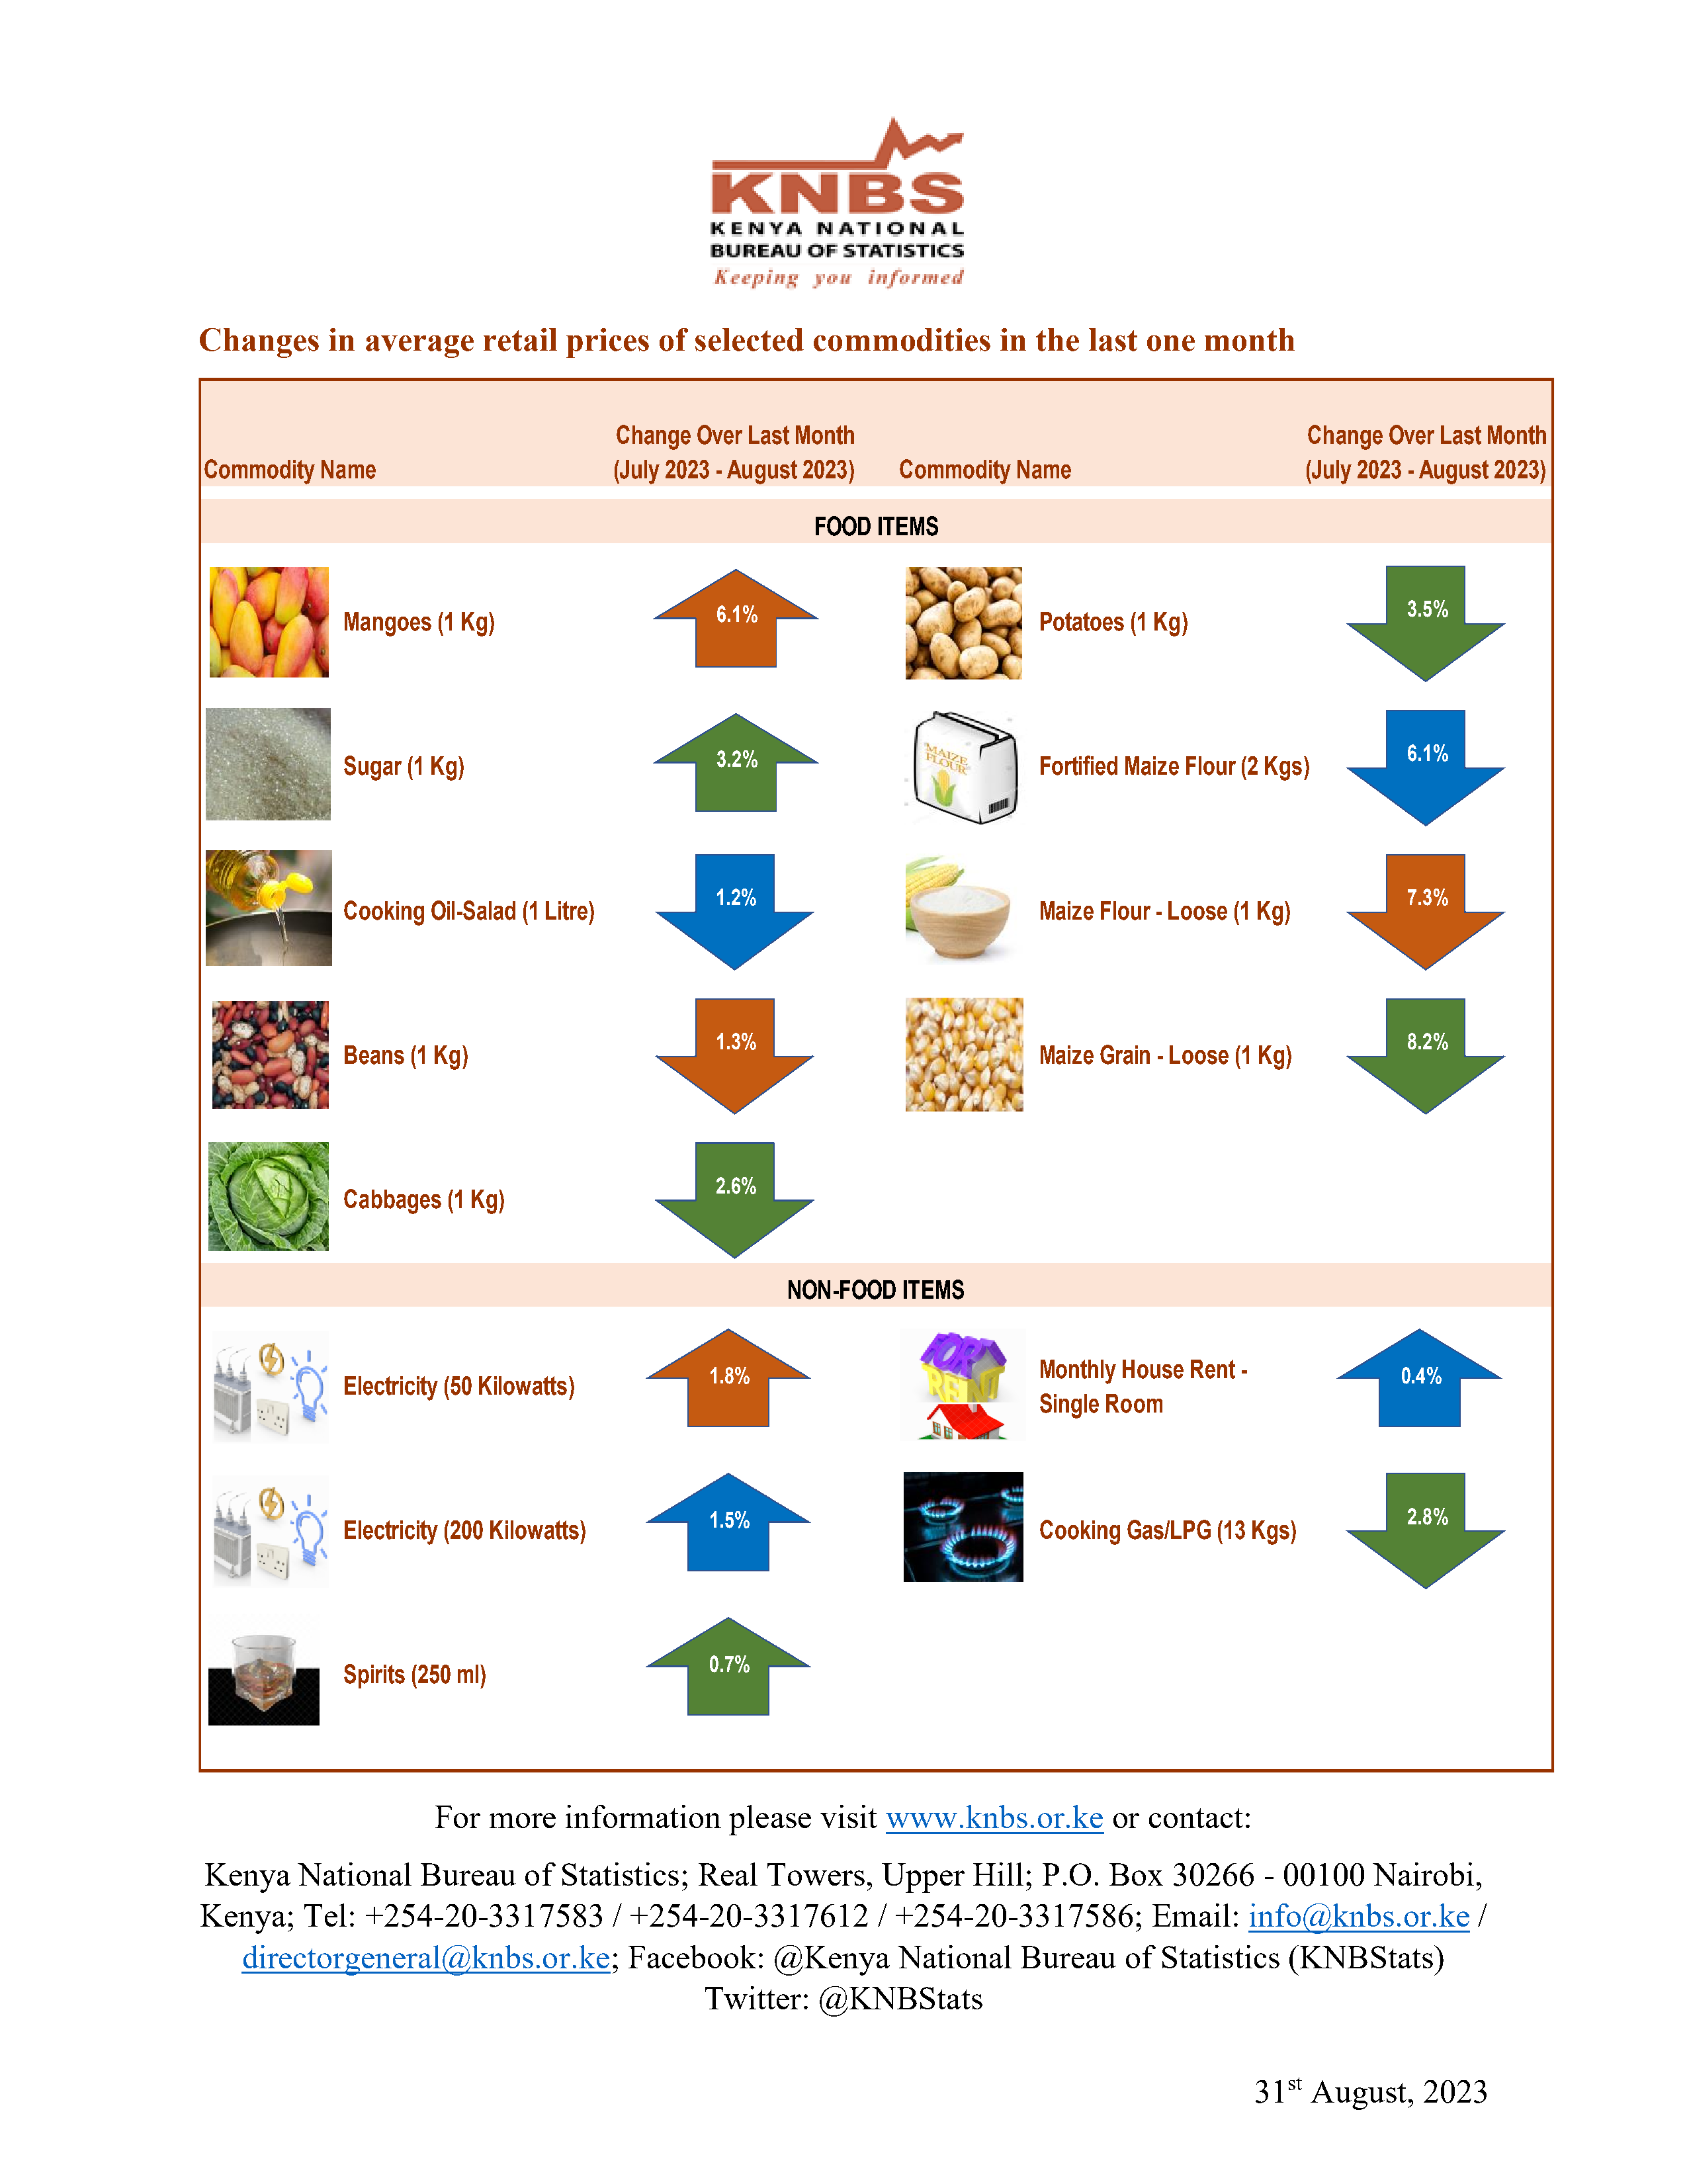 KNBS
KENYA NATIONAL
BUREAU OF STATISTICS
Keeping you informed
Changes in average retail prices of selected commodities in the last one month
Commodity Name
Change Over Last Month
(July 2023 - August 2023)
Commodity Name
Change Over Last Month
(July 2023 - August 2023)
FOOD ITEMS
Mangoes (1 Kg)
6.1%
Potatoes (1 Kg)
3.5%
Sugar (1 Kg)
3.2%
MAIZE
FLOUR
Fortified Maize Flour (2 Kgs)
6.1%
Cooking Oil-Salad (1 Litre)
1.2%
Maize Flour - Loose (1 Kg)
7.3%
Beans (1 Kg)
1.3%
Maize Grain - Loose (1 Kg)
8.2%
Cabbages (1 Kg)
2.6%
NON-FOOD ITEMS
Electricity (50 Kilowatts)
1.8%
FOR
RENT
Monthly House Rent -
Single Room
0.4%
Electricity (200 Kilowatts)
1.5%
Cooking Gas/LPG (13 Kgs)
2.8%
Spirits (250 ml)
0.7%
For more information please visit www.knbs.or.ke or contact:
Kenya National Bureau of Statistics; Real Towers, Upper Hill; P.O. Box 30266 - 00100 Nairobi,
Kenya; Tel: +254-20-3317583 / +254-20-3317612 / +254-20-3317586; Email: info@knbs.or.ke /
directorgeneral@knbs.or.ke; Facebook: @Kenya National Bureau of Statistics (KNBStats)
Twitter: @KNBStats
31st August, 2023